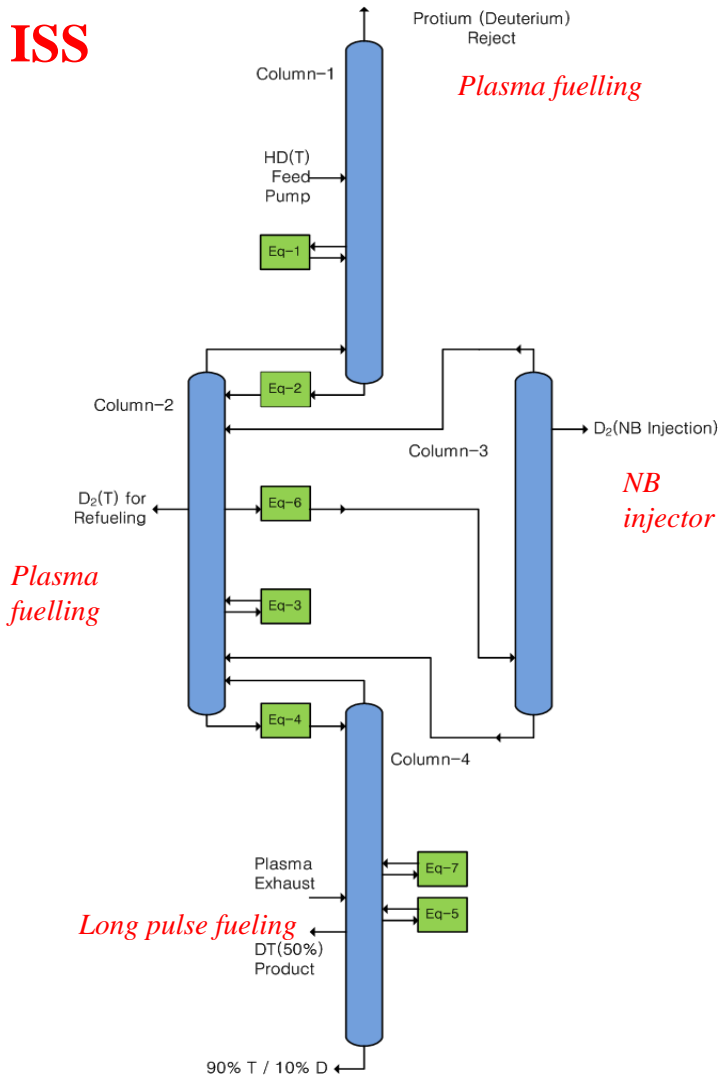 ISS
Protium (Deuterium)
Reject
Column-1
Plasma fuelling
HD(T)
Feed
Pump
Eq-1
Eq-2
Column-2
Column-3
D₂(NB Injection)
NB
injector
D₂(T) for
Refueling
Eq-6
Plasma
fuelling
Eq-3
Eq-4
Column-4
Plasma
Exhaust
Eq-7
Eq-5
Long pulse fueling
DT(50%)
Product
90% T / 10% D